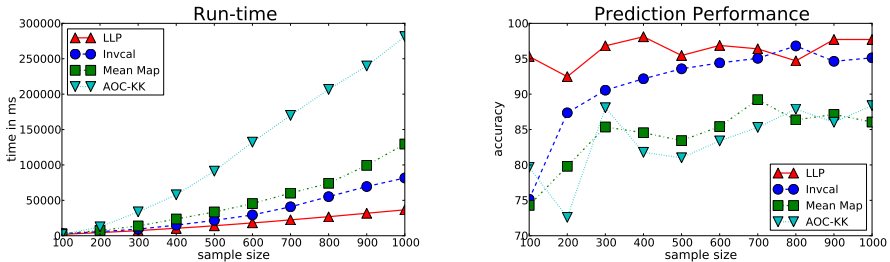 Run-time
300000
250000
200000
150000
100000
50000
0
time in ms
LLP
Invcal
Mean Map
AOC-KK
100 200 300 400 500 600 700 800 900 1000
sample size
Prediction Performance
100
95
90
85
80
75
70
accuracy
LLP
Invcal
Mean Map
AOC-KK
100 200 300 400 500 600 700 800 900 1000
sample size